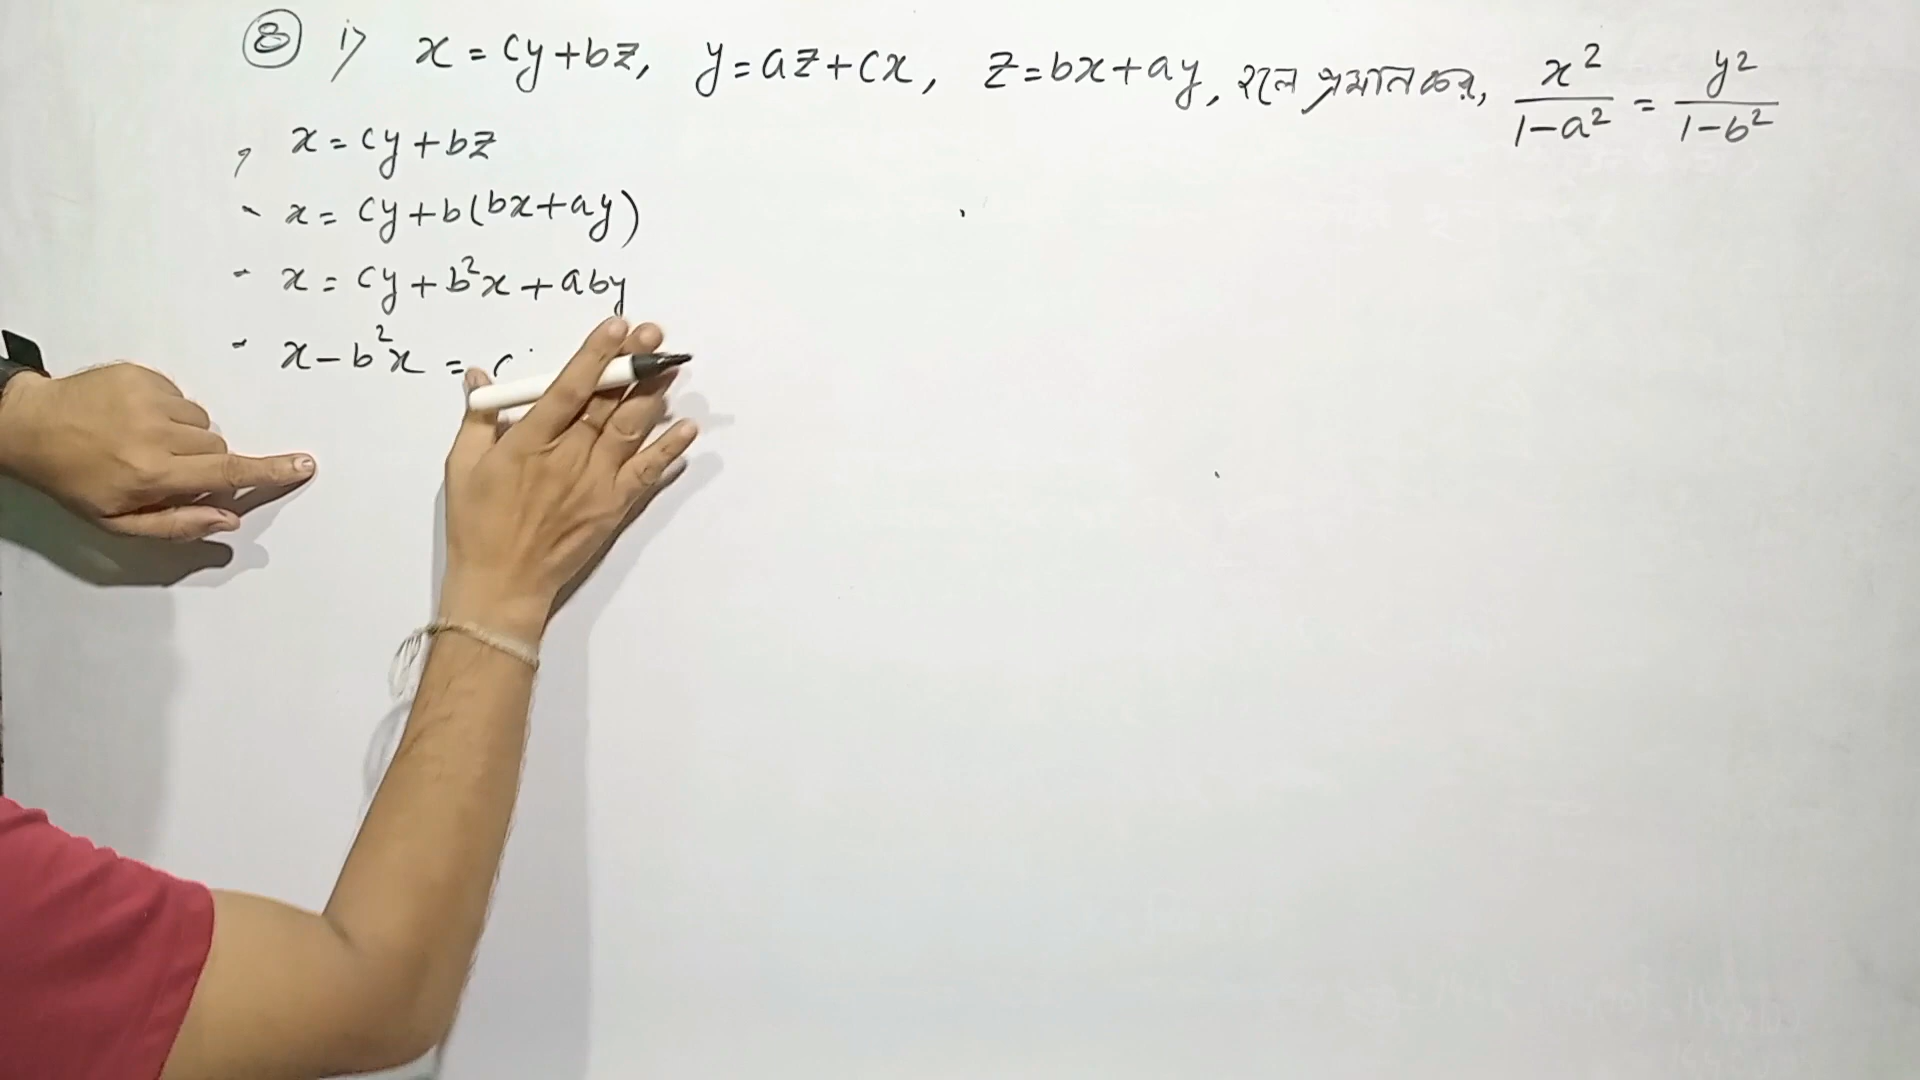 8 i> x = cy + bz, y = az + cx, z = bx + ay, হলে প্রমান কর, x²/1-a² = y²/1-b²
, x = cy + bz
- x = cy + b(bx + ay)
- x = cy + b²x + aby
- x - b²x = c